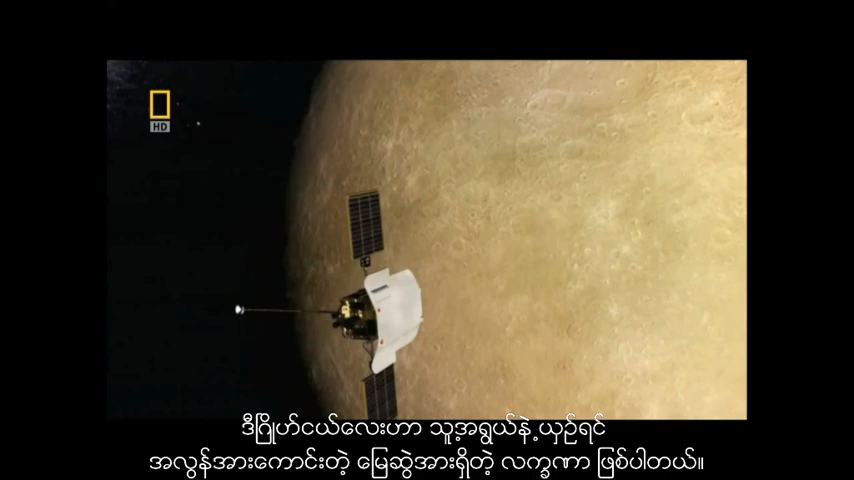 HD
ဒီဂြိုဟ်ငယ်လေးဟာ သူ့အရွယ်နဲ့ယှဉ်ရင်
အလွန်အားကောင်းတဲ့ မြေဆွဲအားရှိတဲ့ လက္ခဏာ ဖြစ်ပါတယ်။